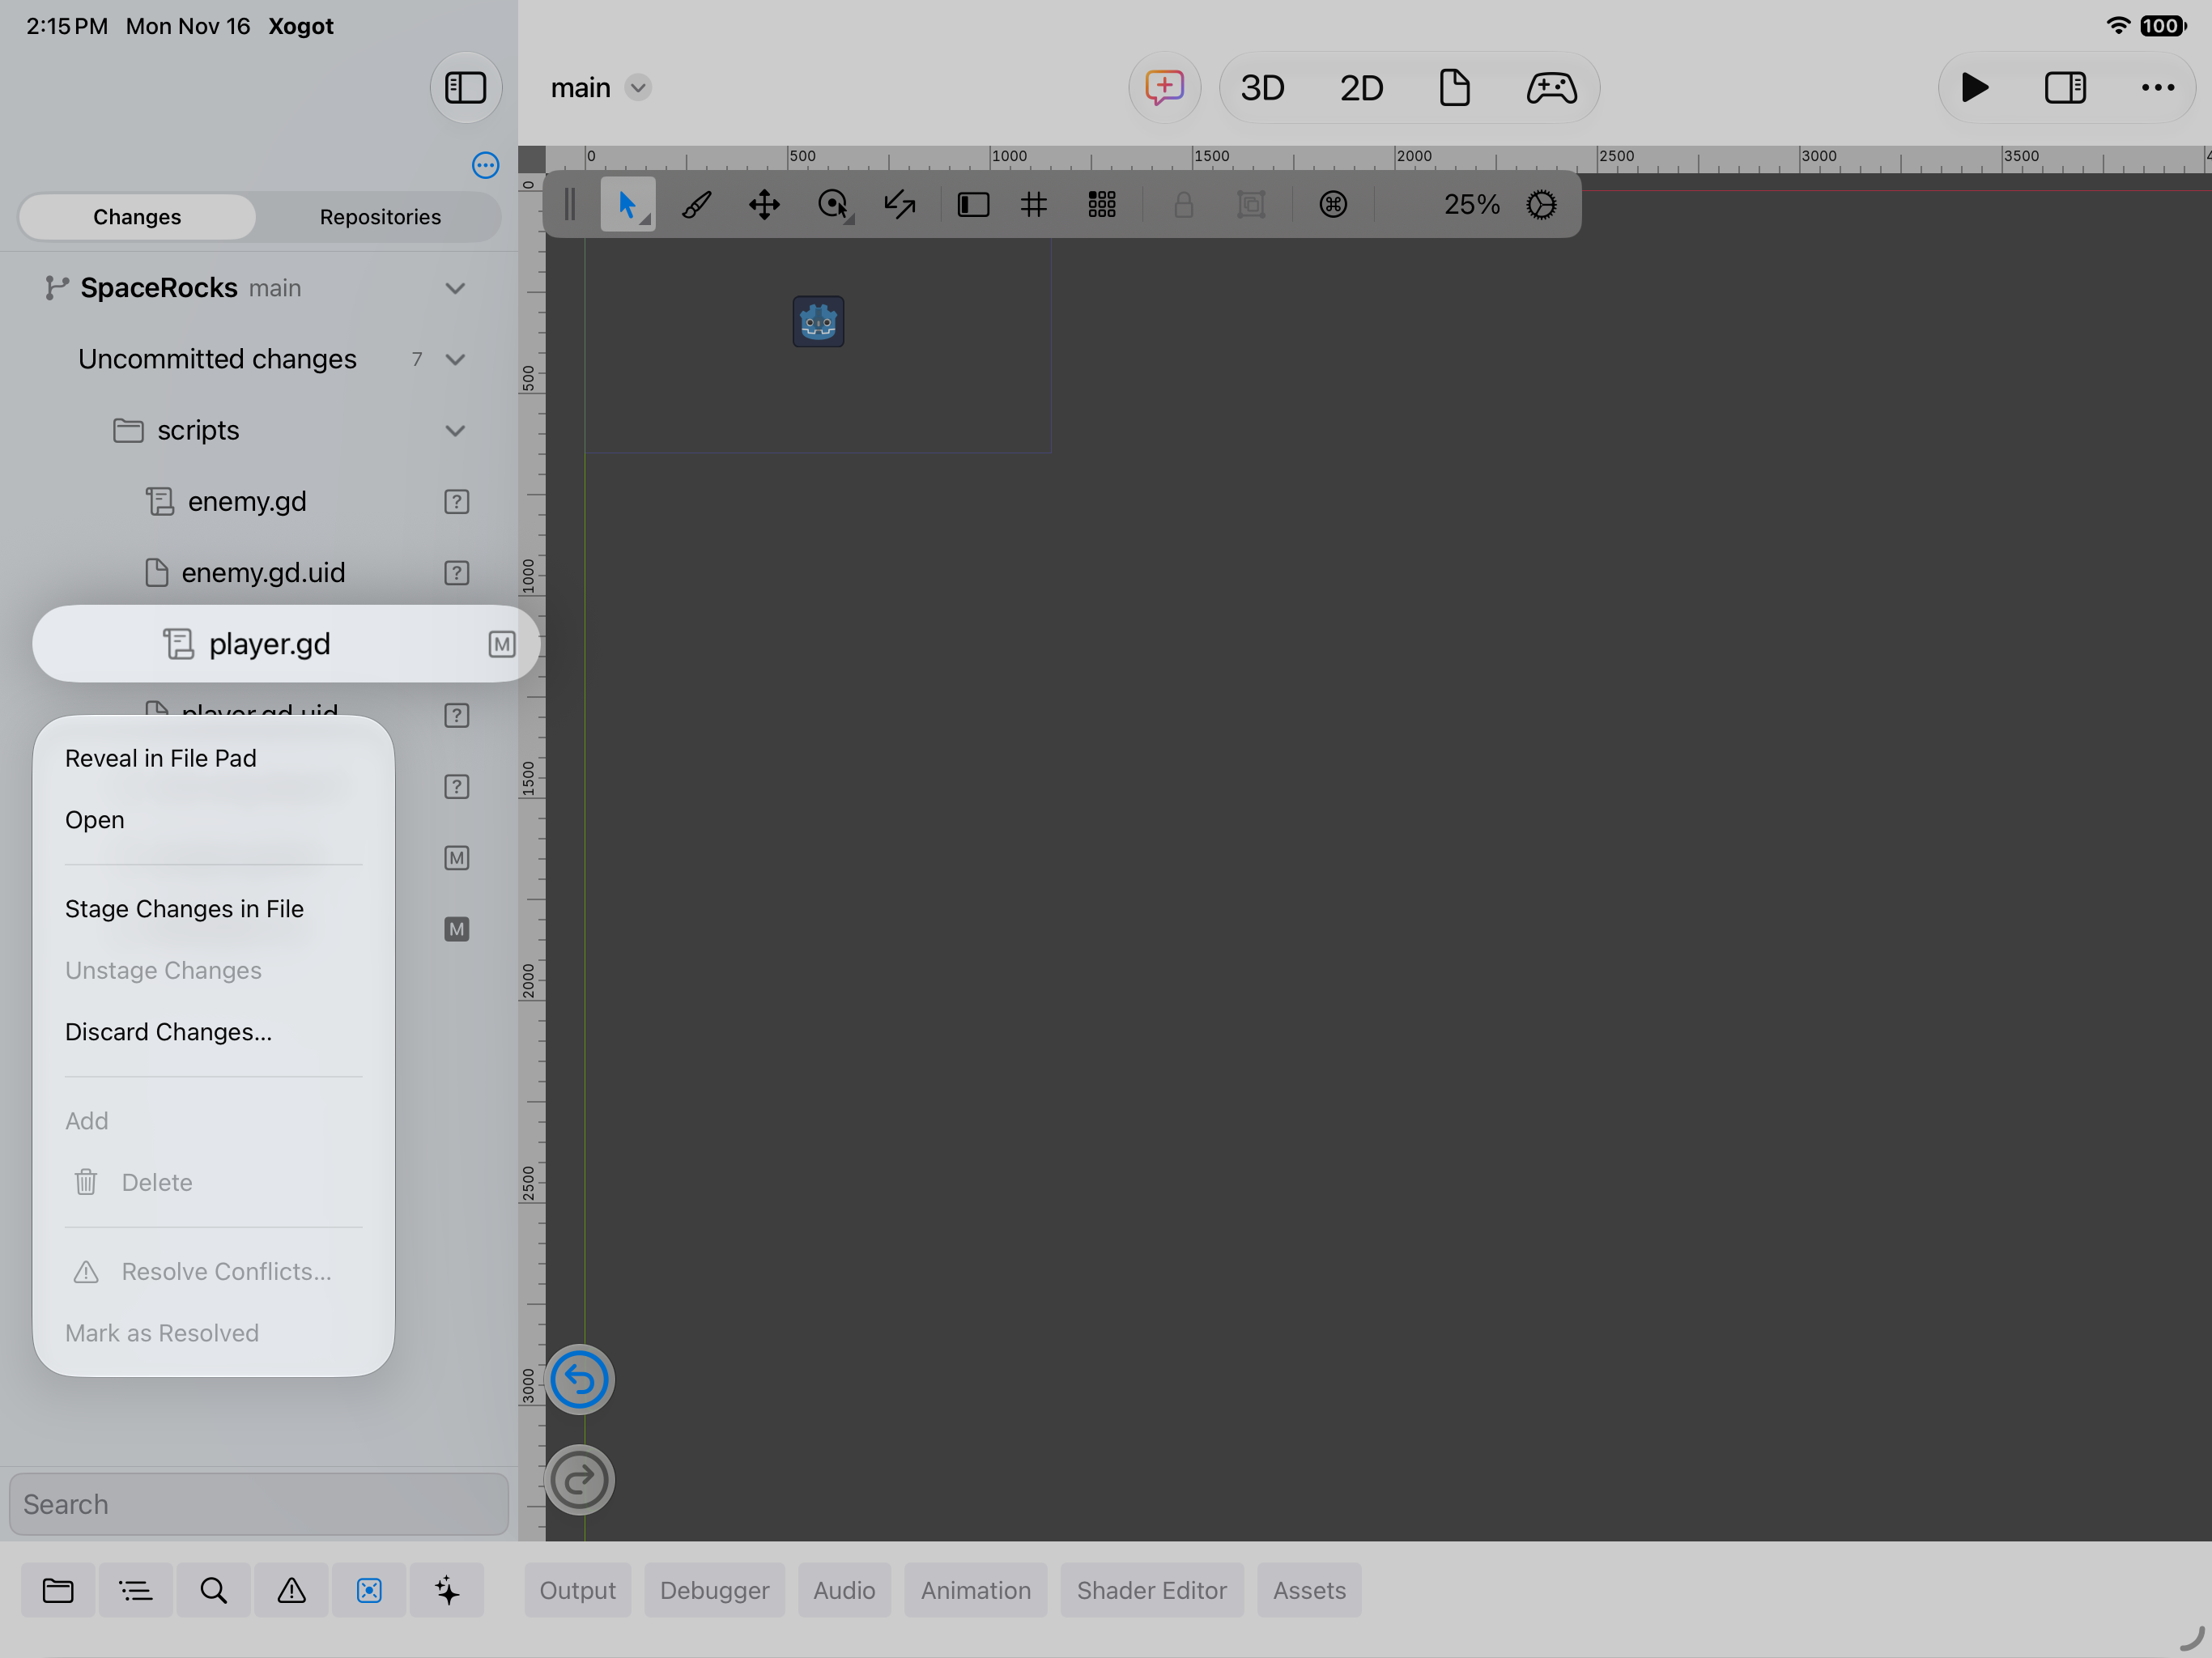 2:15 PM Mon Nov 16 Xogot
100
main
3D
2D
Changes
Repositories
0 500 1000 1500 2000 2500 3000 3500
25%
SpaceRocks main
Uncommitted changes 7
scripts
enemy.gd ?
enemy.gd.uid ?
player.gd M
player.gd.uid ?
?
M
M
Reveal in File Pad
Open
Stage Changes in File
Unstage Changes
Discard Changes...
Add
Delete
Resolve Conflicts...
Mark as Resolved
0
500
1000
1500
2000
2500
3000
Search
Output
Debugger
Audio
Animation
Shader Editor
Assets